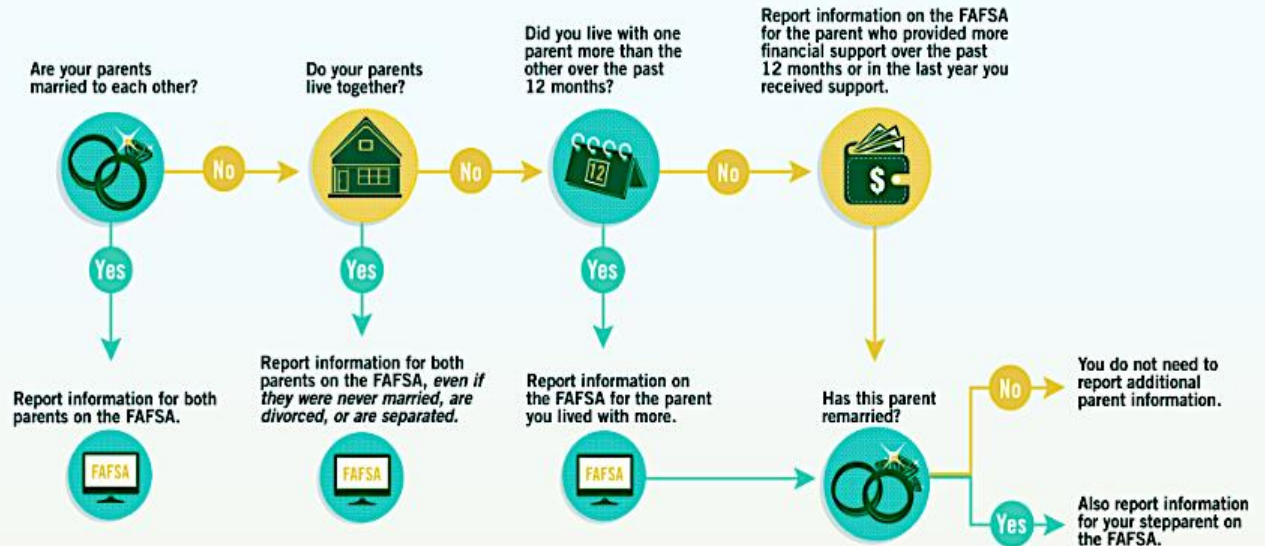 Are your parents
married to each other?
No
Yes
Report information for both
parents on the FAFSA.
FAFSA
Do your parents
live together?
No
Yes
Report information for both
parents on the FAFSA, even if
they were never married, are
divorced, or are separated.
FAFSA
Did you live with one
parent more than the
other over the past
12 months?
12
No
Yes
Report information on
the FAFSA for the parent
you lived with more.
FAFSA
Report information on the FAFSA
for the parent who provided more
financial support over the past
12 months or in the last year you
received support.
$
Has this parent
remarried?
No
You do not need to
report additional
parent information.
Yes
Also report information
for your stepparent on
the FAFSA.